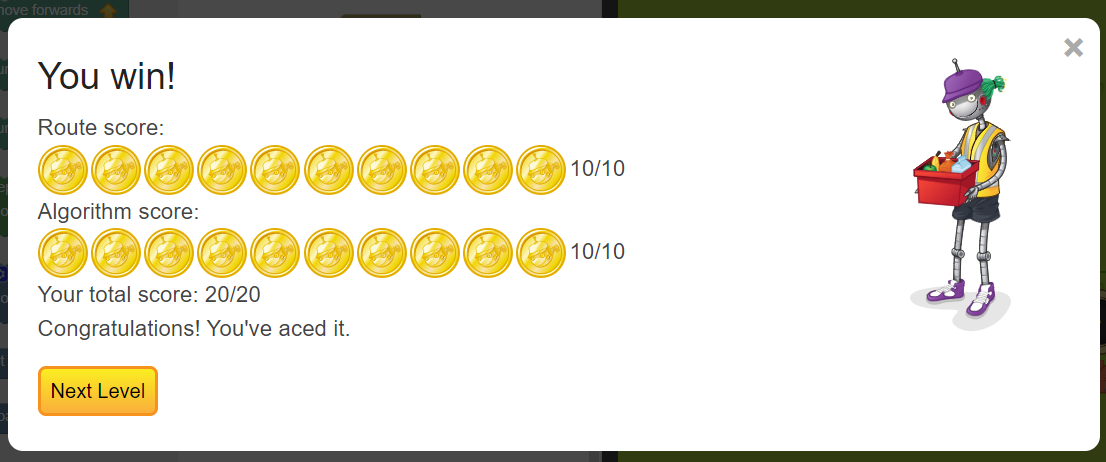 move forwards
×
You win!
Route score:
10/10
Algorithm score:
10/10
Your total score: 20/20
Congratulations! You've aced it.
Next Level